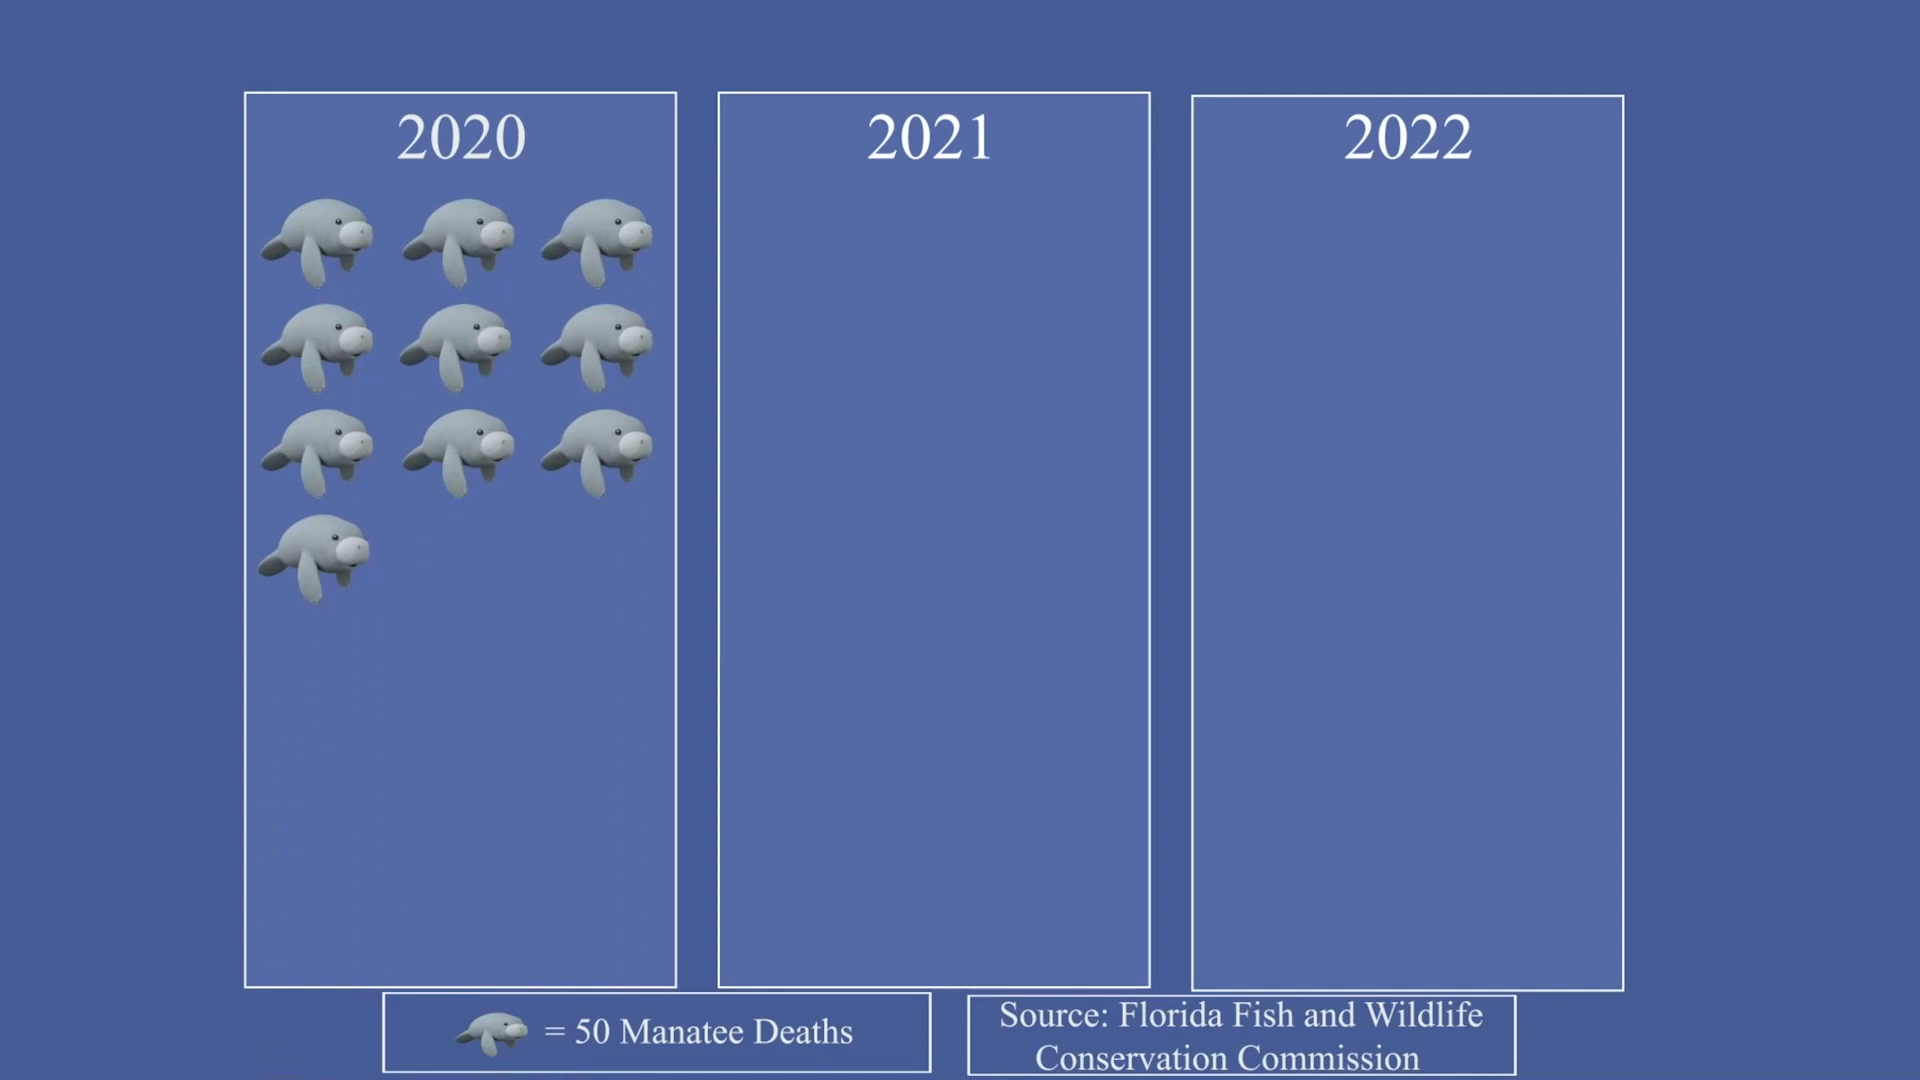 2020
2021
2022
= 50 Manatee Deaths
Source: Florida Fish and Wildlife
Conservation Commission